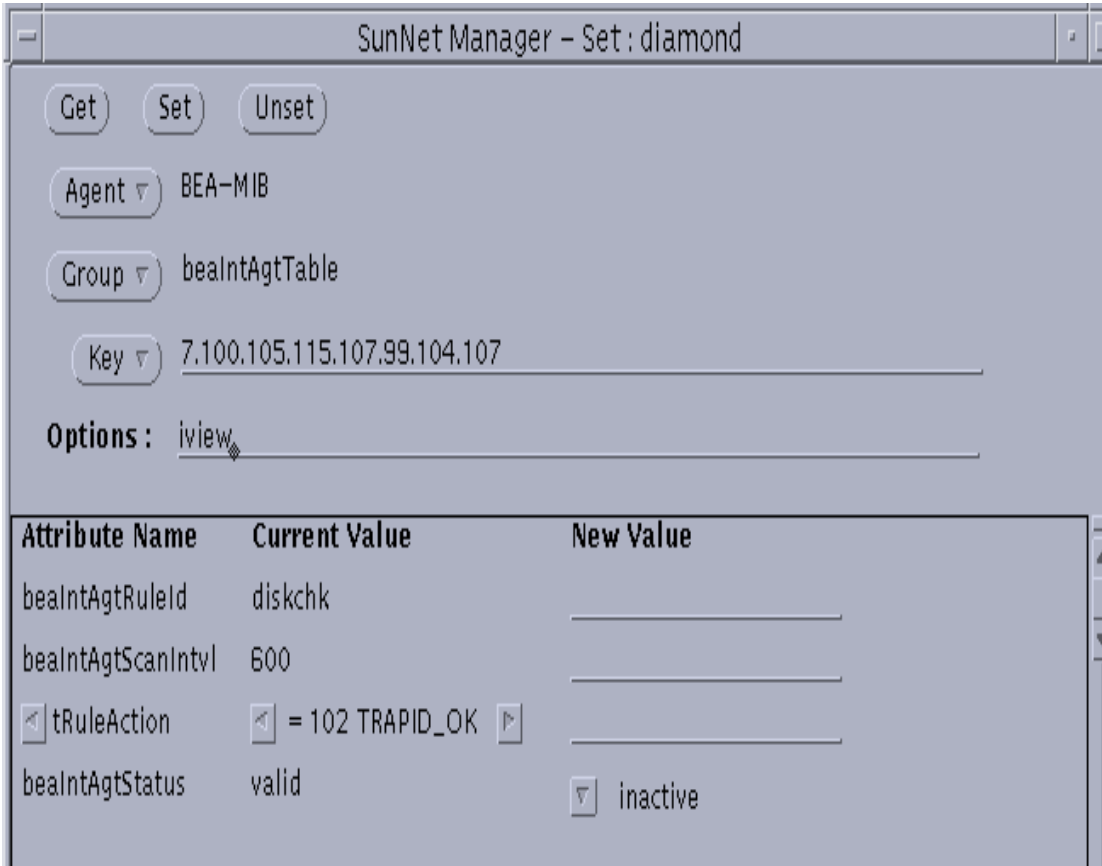 SunNet Manager – Set : diamond
Get Set Unset
Agent BEA–MIB
Group beaIntAgtTable
Key 7.100.105.115.107.99.104.107
Options : iview
Attribute Name Current Value New Value
beaIntAgtRuleId diskchk
beaIntAgtScanIntvl 600
tRuleAction = 102 TRAPID_OK
beaIntAgtStatus valid inactive